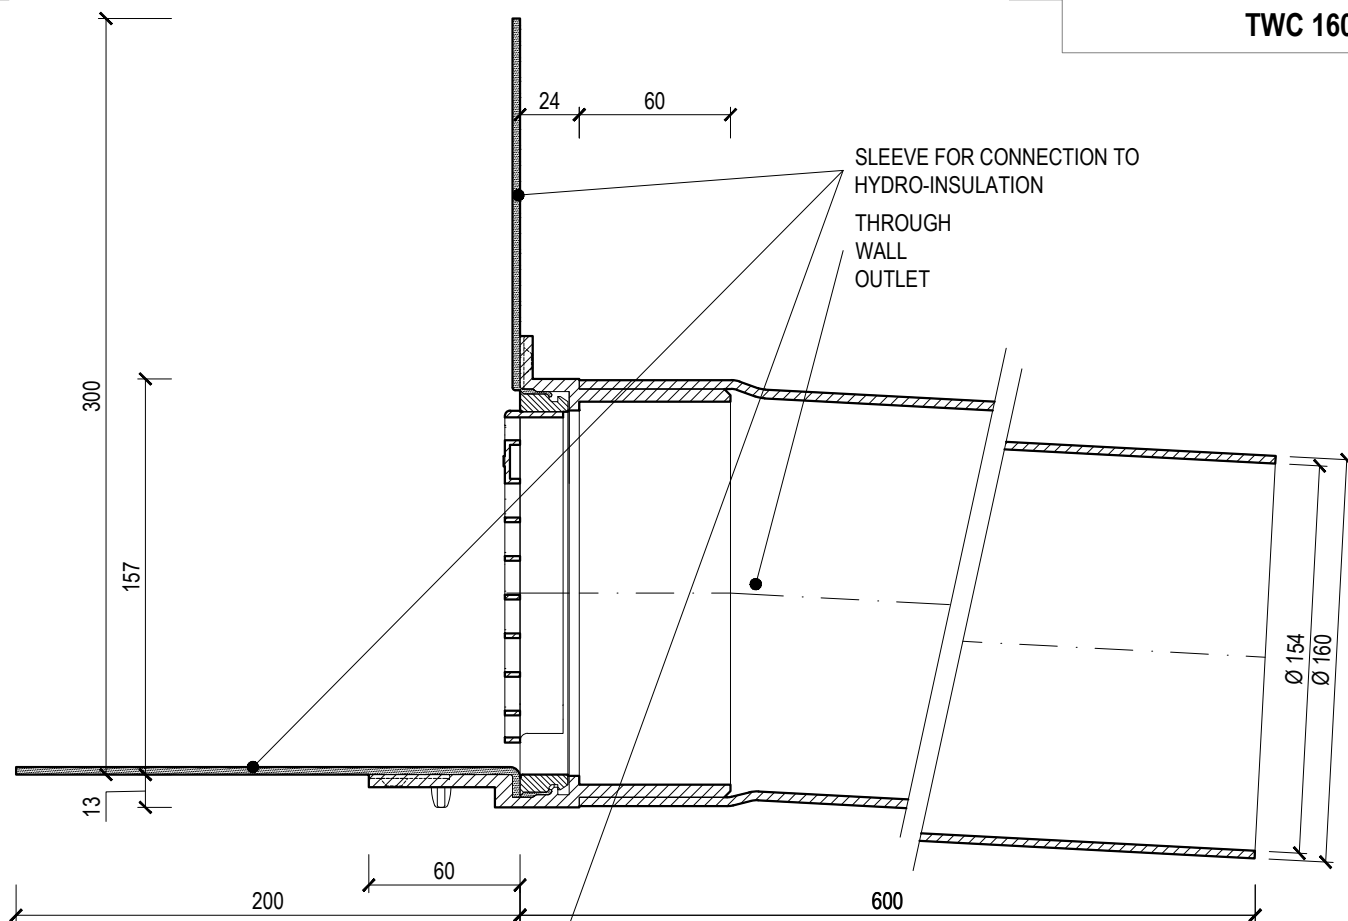 TWC 160
24
60
SLEEVE FOR CONNECTION TO
HYDRO-INSULATION
THROUGH
WALL
OUTLET
300
157
Ø 154
Ø 160
13
60
200
600